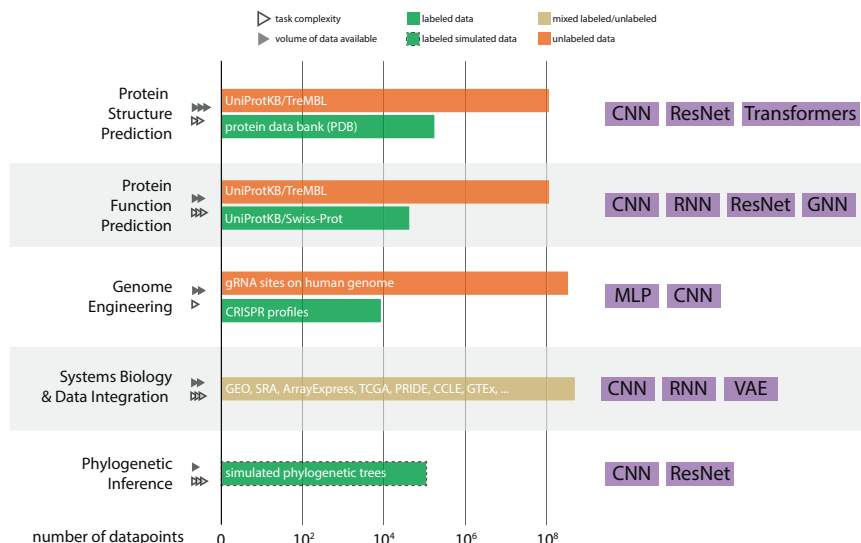 task complexity
labeled data
mixed labeled/unlabeled
volume of data available
labeled simulated data
unlabeled data
Protein
Structure
Prediction
UniProtKB/TreMBL
protein data bank (PDB)
CNN
ResNet
Transformers
Protein
Function
Prediction
UniProtKB/TreMBL
UniProtKB/Swiss-Prot
CNN
RNN
ResNet
GNN
Genome
Engineering
gRNA sites on human genome
CRISPR profiles
MLP
CNN
Systems Biology
& Data Integration
GEO, SRA, ArrayExpress, TCGA, PRIDE, CCLE, GTEx, ...
CNN
RNN
VAE
Phylogenetic
Inference
simulated phylogenetic trees
CNN
ResNet
number of datapoints
0
10²
10⁴
10⁶
10⁸